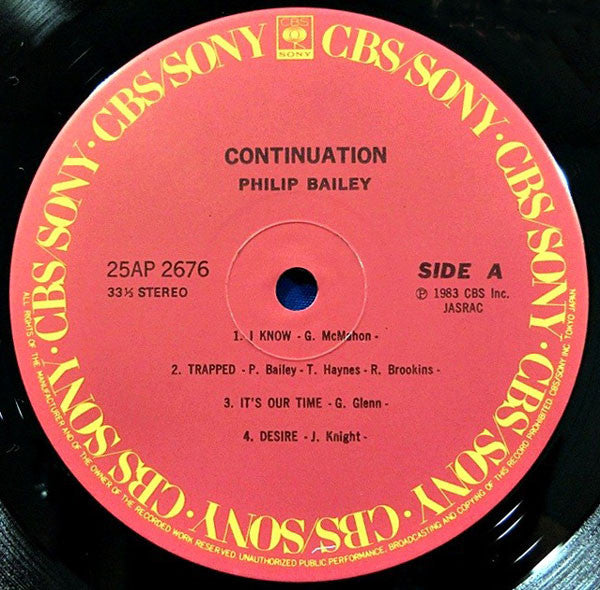 CBS
SONY
CBS/SONY · CBS/SONY · CBS/SONY · CBS/SONY · CBS/SONY · CBS/SONY · CBS/SONY · CBS/SONY
CONTINUATION
PHILIP BAILEY
25AP 2676
33⅓ STEREO
SIDE A
Ⓟ 1983 CBS Inc.
JASRAC
1. I KNOW - G. McMahon -
2. TRAPPED - P. Bailey - T. Haynes - R. Brookins -
3. IT'S OUR TIME - G. Glenn -
4. DESIRE - J. Knight -
ALL RIGHTS OF THE MANUFACTURER AND OF THE OWNER OF THE RECORDED WORK RESERVED. UNAUTHORIZED PUBLIC PERFORMANCE, BROADCASTING AND COPYING OF THIS RECORD PROHIBITED. CBS/SONY INC. TOKYO JAPAN